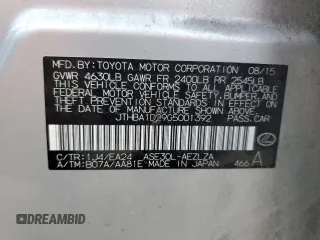 MFD. BY: TOYOTA MOTOR CORPORATION 08/15
GVWR 4630LB GAWR FR 2400LB RR 2545LB
THIS VEHICLE CONFORMS TO ALL APPLICABLE
FEDERAL MOTOR VEHICLE SAFETY, BUMPER, AND
THEFT PREVENTION STANDARDS IN EFFECT ON THE
DATE OF MANUFACTURE SHOWN ABOVE.
JTHBA1D29G5001392 PASS. CAR
C/TR: 1J4/EA24 ASE30L-AEZLZA
A/TM: B07A/AA81E MADE IN JAPAN 466 A
AUTOBIDMASTER